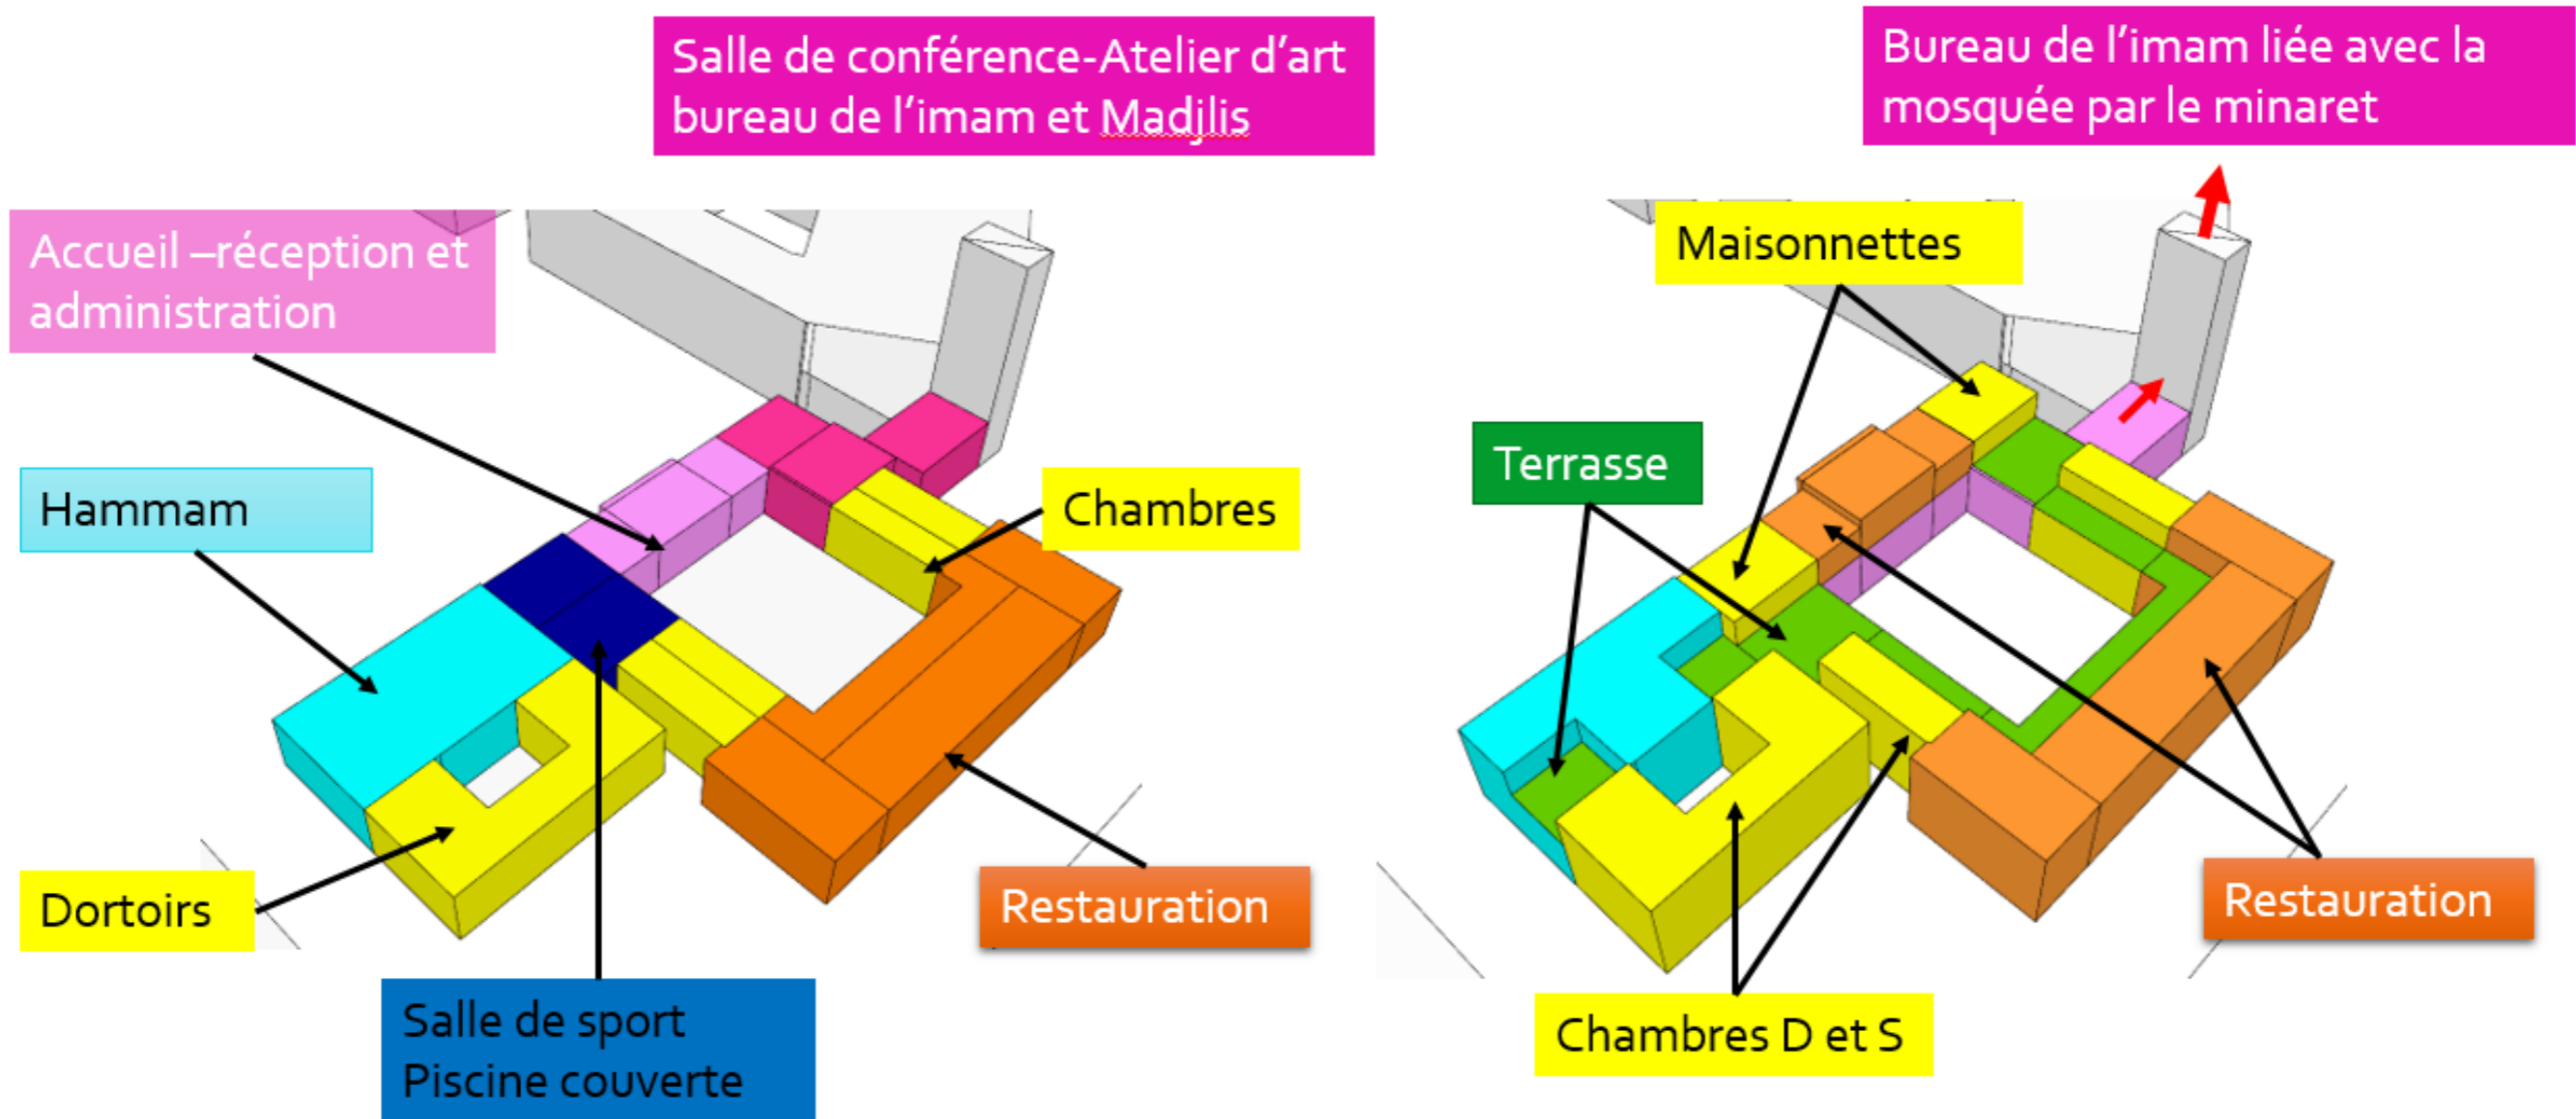 Salle de conférence-Atelier d’art
bureau de l’imam et Madjlis
Accueil –réception et
administration
Hammam
Chambres
Dortoirs
Restauration
Salle de sport
Piscine couverte
Bureau de l’imam liée avec la
mosquée par le minaret
Maisonnettes
Terrasse
Restauration
Chambres D et S